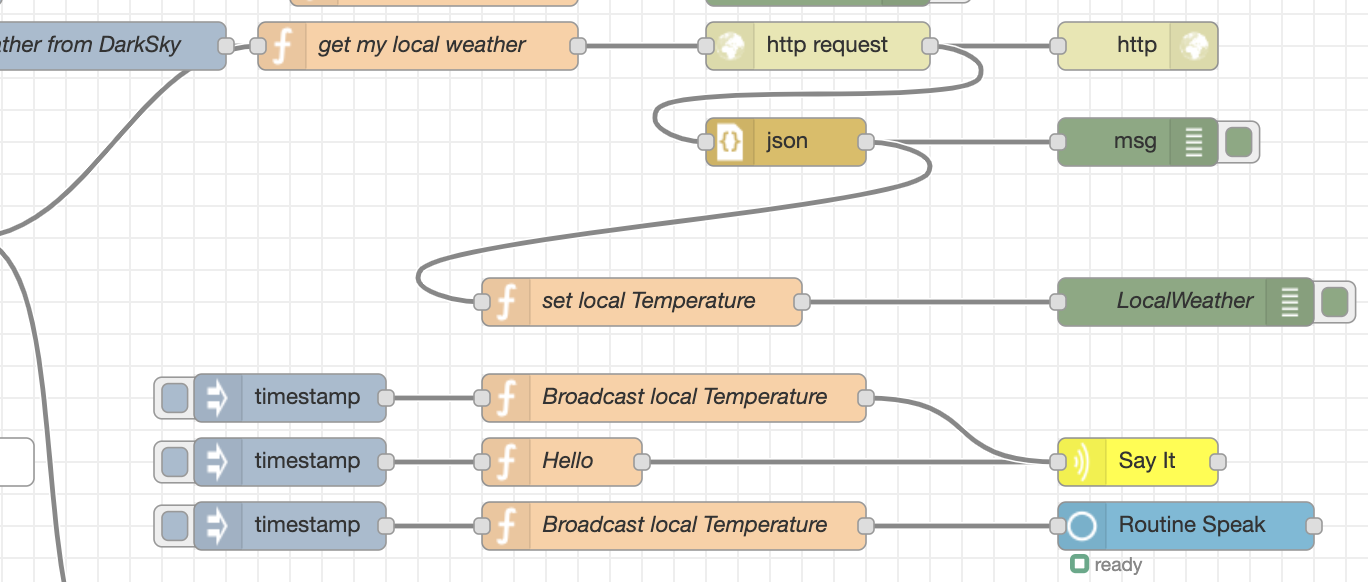 ther from DarkSky
get my local weather
http request
http
json
msg
set local Temperature
LocalWeather
timestamp
Broadcast local Temperature
timestamp
Hello
Say It
timestamp
Broadcast local Temperature
Routine Speak
ready